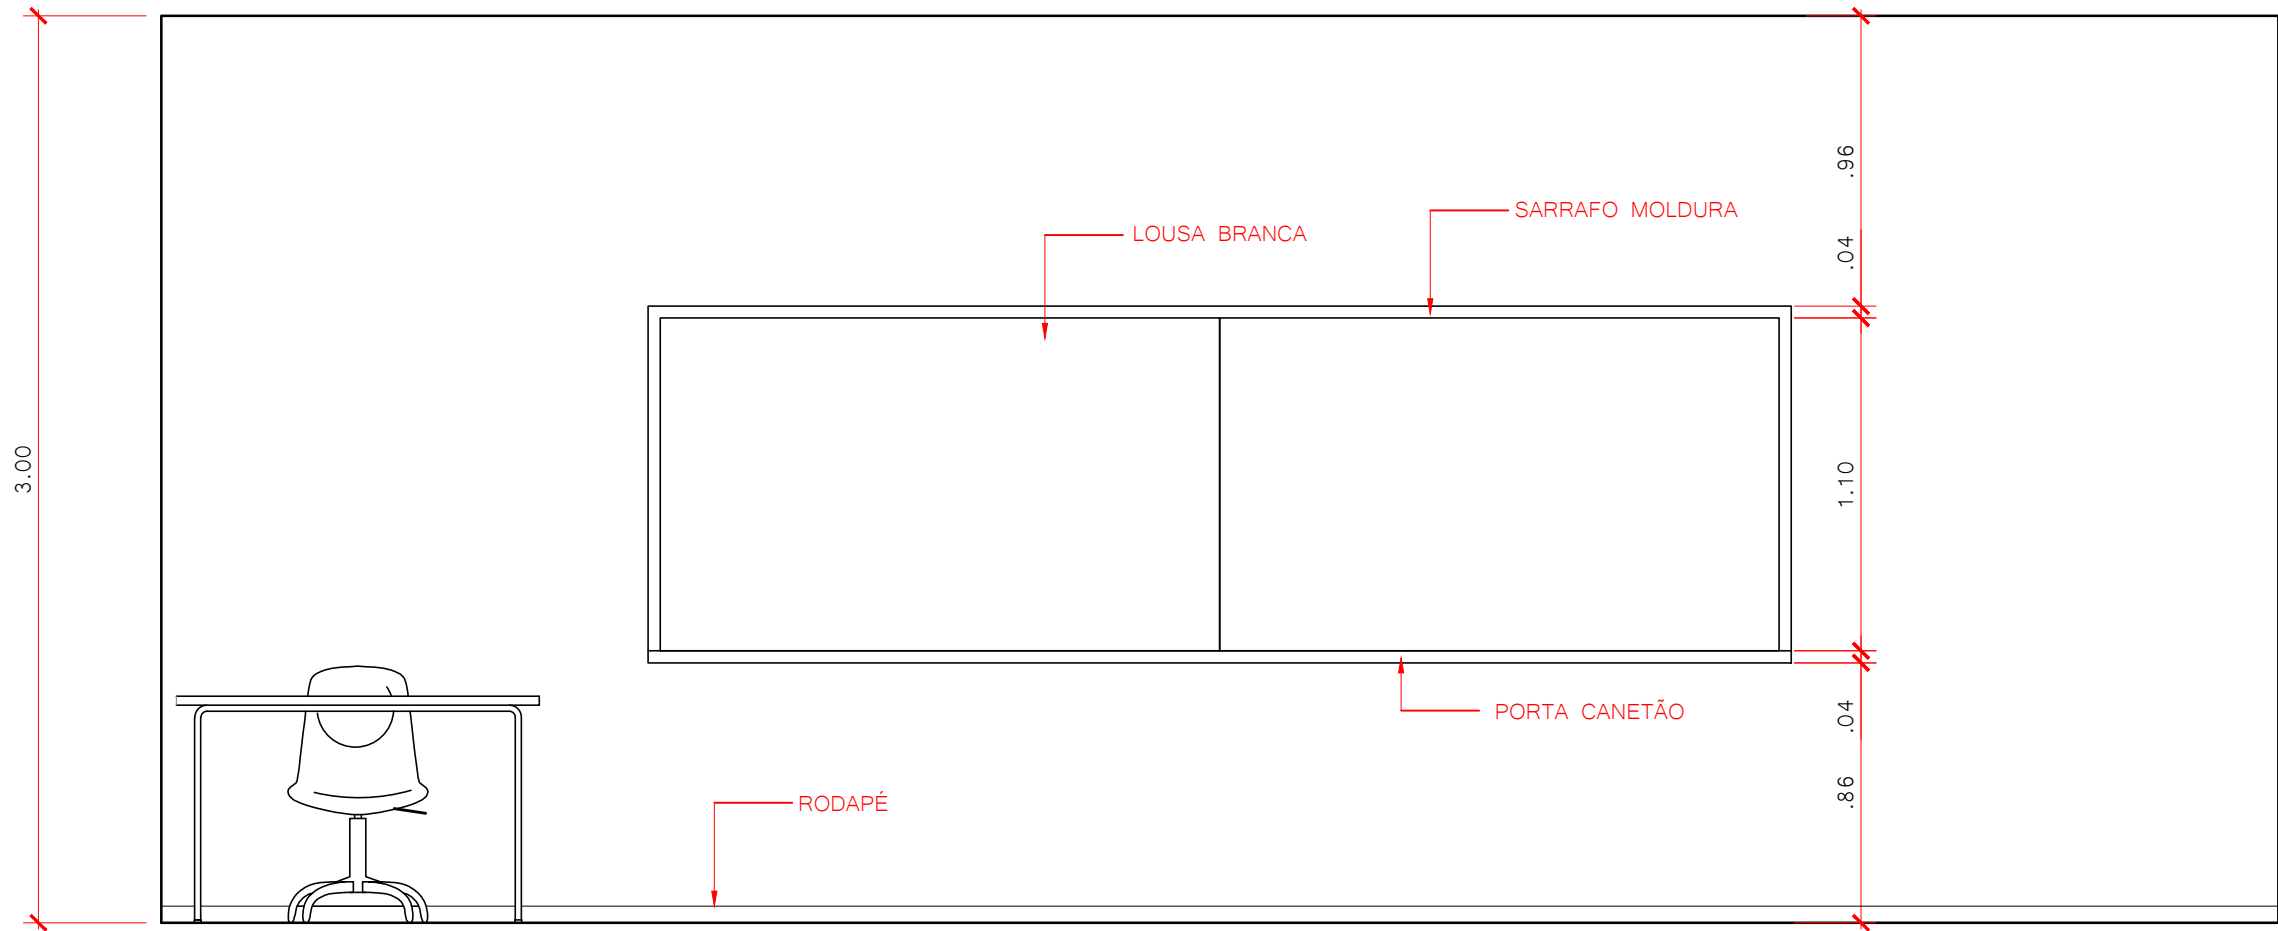 .96
SARRAFO MOLDURA
LOUSA BRANCA
.04
3.00
1.10
PORTA CANETÃO
.04
.86
RODAPÉ